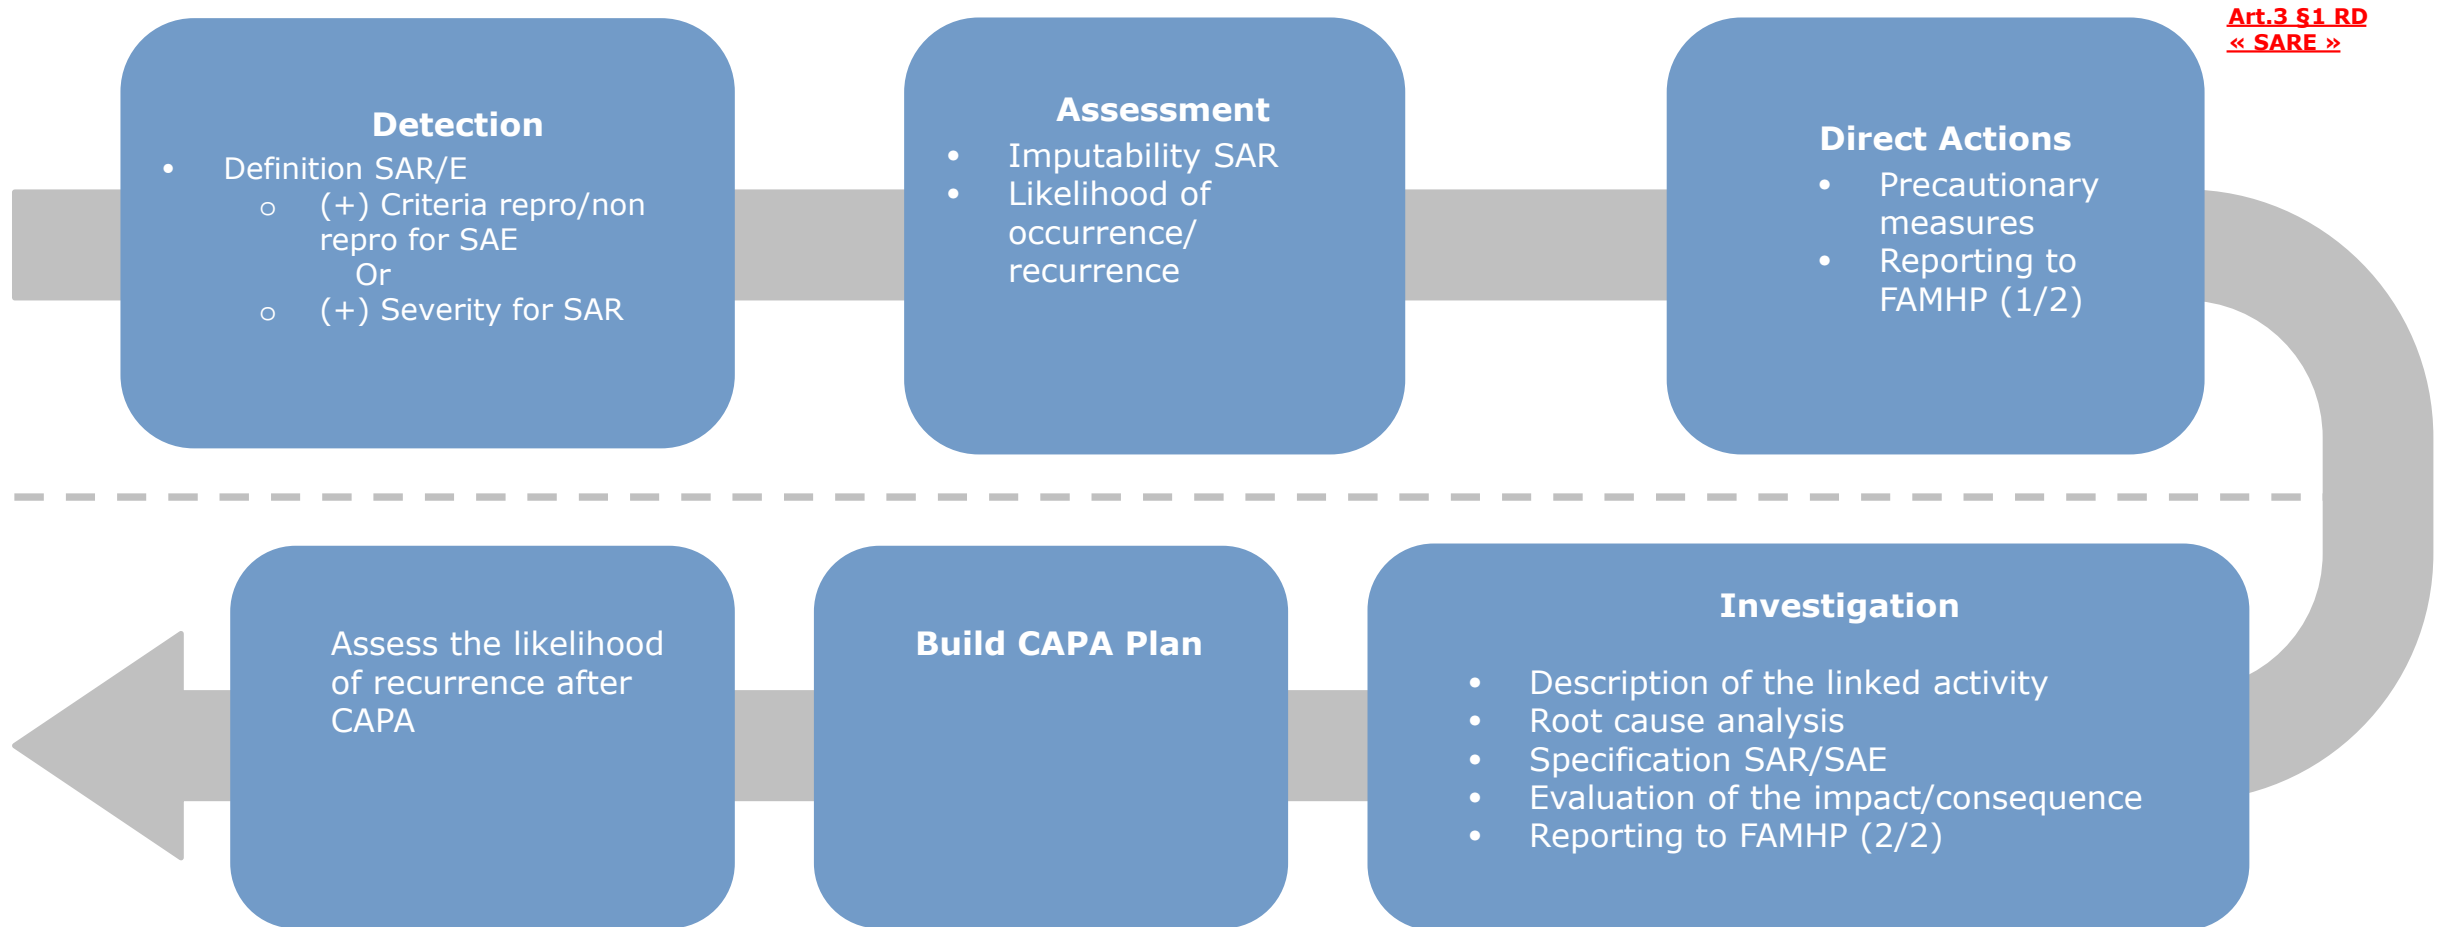 Art.3 §1 RD
« SARE »
Detection
• Definition SAR/E
o (+) Criteria repro/non
repro for SAE
Or
o (+) Severity for SAR
Assessment
• Imputability SAR
• Likelihood of
occurrence/
recurrence
Direct Actions
• Precautionary
measures
• Reporting to
FAMHP (1/2)
Investigation
• Description of the linked activity
• Root cause analysis
• Specification SAR/SAE
• Evaluation of the impact/consequence
• Reporting to FAMHP (2/2)
Build CAPA Plan
Assess the likelihood
of recurrence after
CAPA